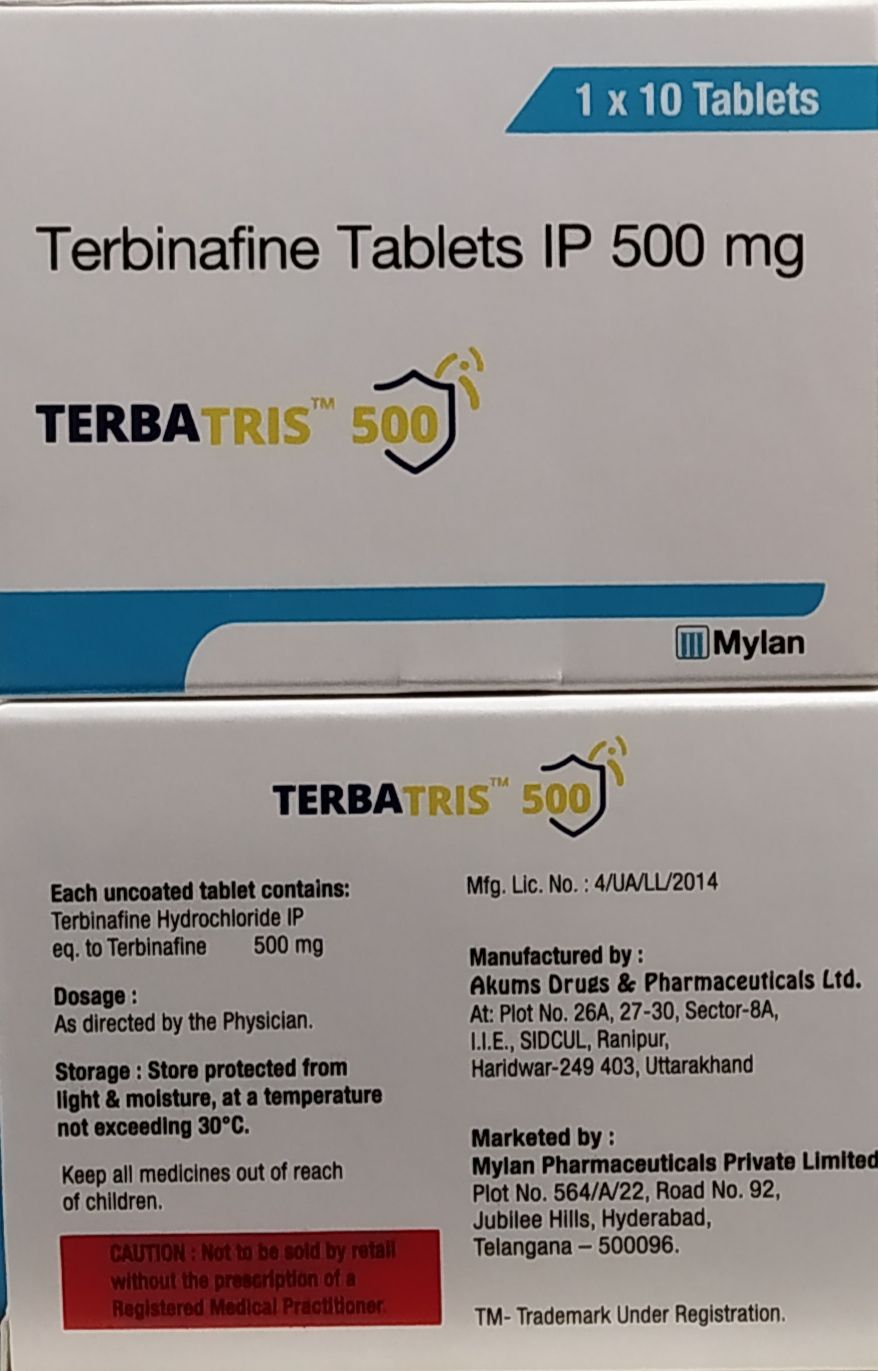 1 x 10 Tablets
Terbinafine Tablets IP 500 mg
TERBATRIS™ 500
Mylan
TERBATRIS™ 500
Each uncoated tablet contains:
Terbinafine Hydrochloride IP
eq. to Terbinafine 500 mg
Dosage :
As directed by the Physician.
Storage : Store protected from
light & moisture, at a temperature
not exceeding 30°C.
Keep all medicines out of reach
of children.
CAUTION : Not to be sold by retail
without the prescription of a
Registered Medical Practitioner.
Mfg. Lic. No. : 4/UA/LL/2014
Manufactured by :
Akums Drugs & Pharmaceuticals Ltd.
At: Plot No. 26A, 27-30, Sector-8A,
I.I.E., SIDCUL, Ranipur,
Haridwar-249 403, Uttarakhand
Marketed by :
Mylan Pharmaceuticals Private Limited
Plot No. 564/A/22, Road No. 92,
Jubilee Hills, Hyderabad,
Telangana – 500096.
TM- Trademark Under Registration.